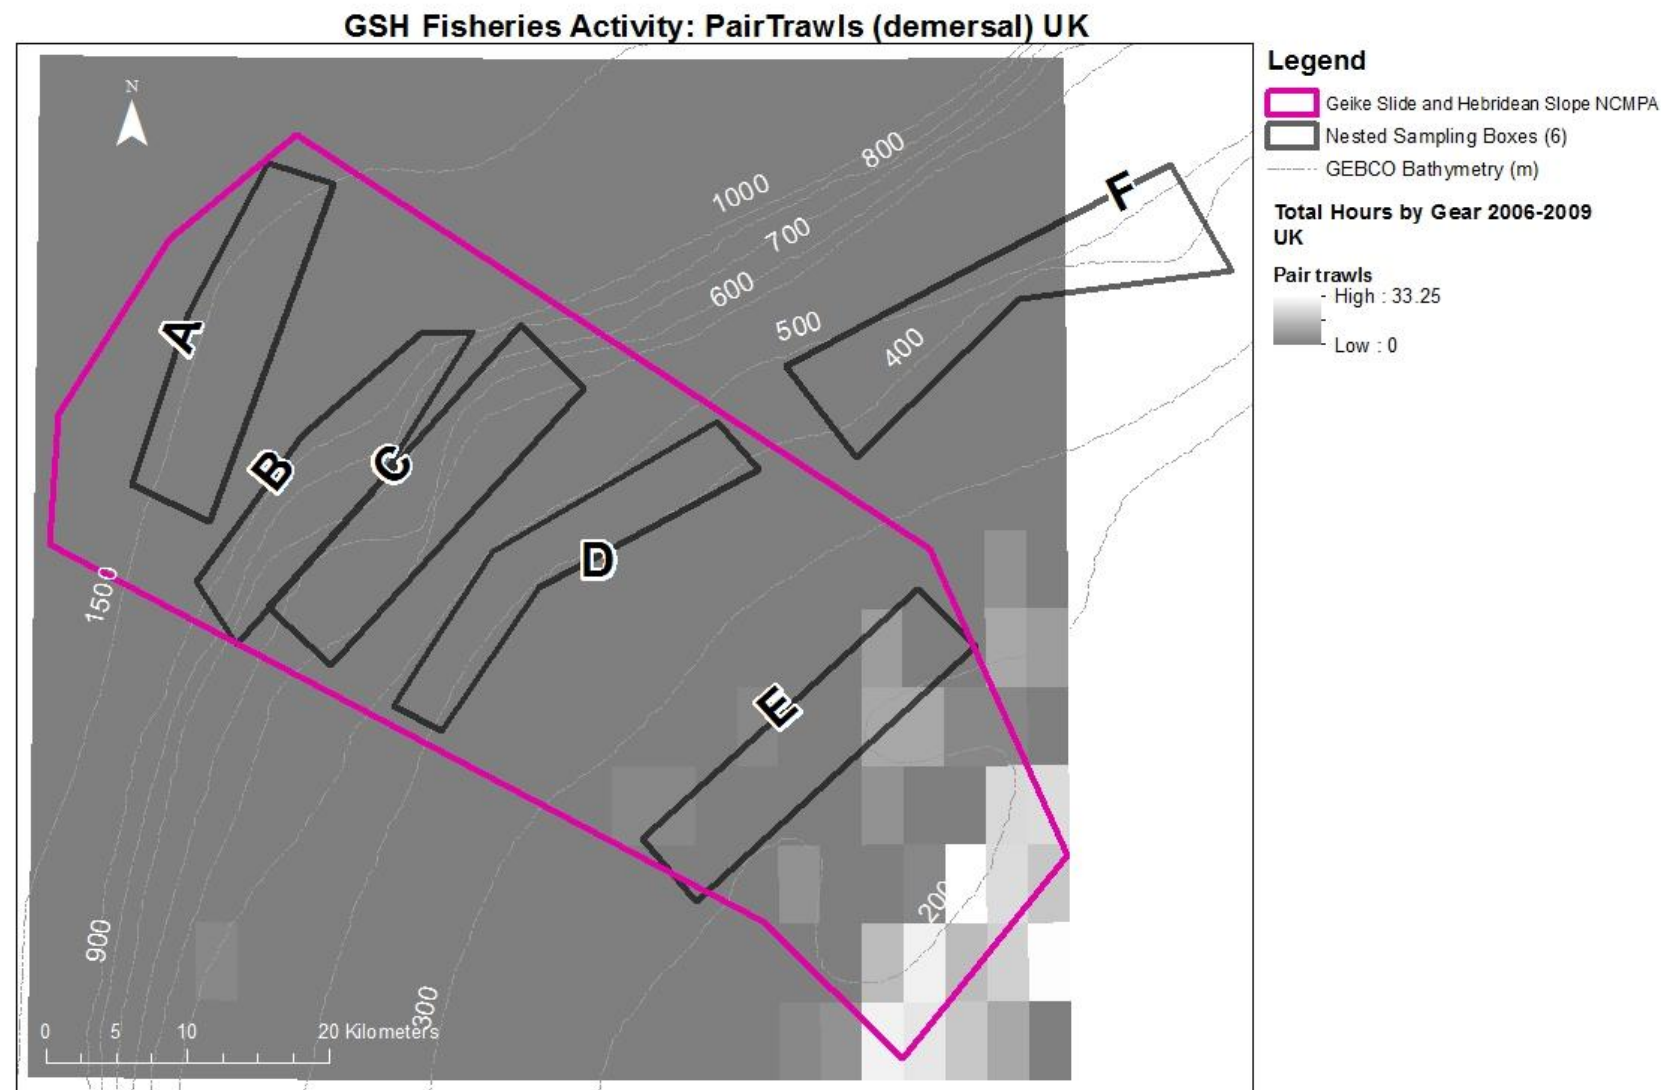 GSH Fisheries Activity: PairTrawls (demersal) UK
N
Legend
Geike Slide and Hebridean Slope NCMPA
Nested Sampling Boxes (6)
GEBCO Bathymetry (m)
Total Hours by Gear 2006-2009
UK
Pair trawls
High : 33.25
Low : 0
800
1000
700
600
500
400
F
A
B
C
D
E
1500
200
900
300
0 5 10 20 Kilometers